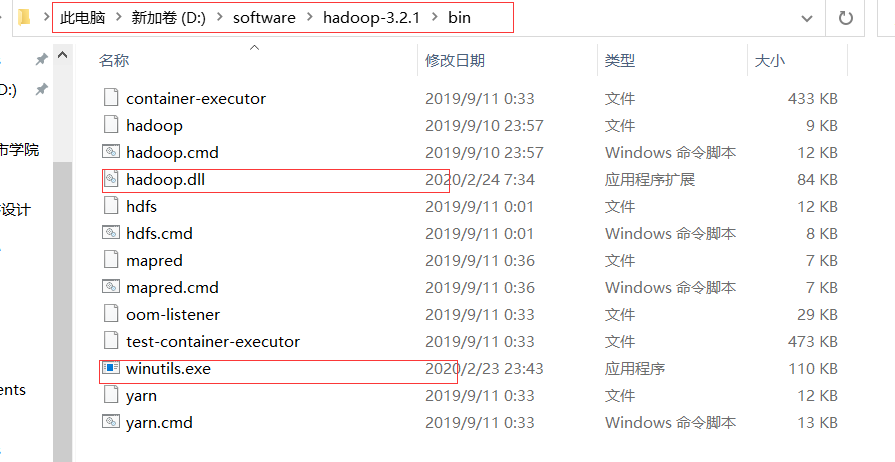 此电脑 > 新加卷 (D:) > software > hadoop-3.2.1 > bin
名称 修改日期 类型 大小
container-executor 2019/9/11 0:33 文件 433 KB
hadoop 2019/9/10 23:57 文件 9 KB
D:)
hadoop.cmd 2019/9/10 23:57 Windows 命令脚本 12 KB
市学院
hadoop.dll 2020/2/24 7:34 应用程序扩展 84 KB
hdfs 2019/9/11 0:01 文件 12 KB
设计
hdfs.cmd 2019/9/11 0:01 Windows 命令脚本 8 KB
mapred 2019/9/11 0:36 文件 7 KB
mapred.cmd 2019/9/11 0:36 Windows 命令脚本 7 KB
oom-listener 2019/9/11 0:33 文件 29 KB
test-container-executor 2019/9/11 0:33 文件 473 KB
winutils.exe 2020/2/23 23:43 应用程序 110 KB
ents
yarn 2019/9/11 0:33 文件 12 KB
yarn.cmd 2019/9/11 0:33 Windows 命令脚本 13 KB